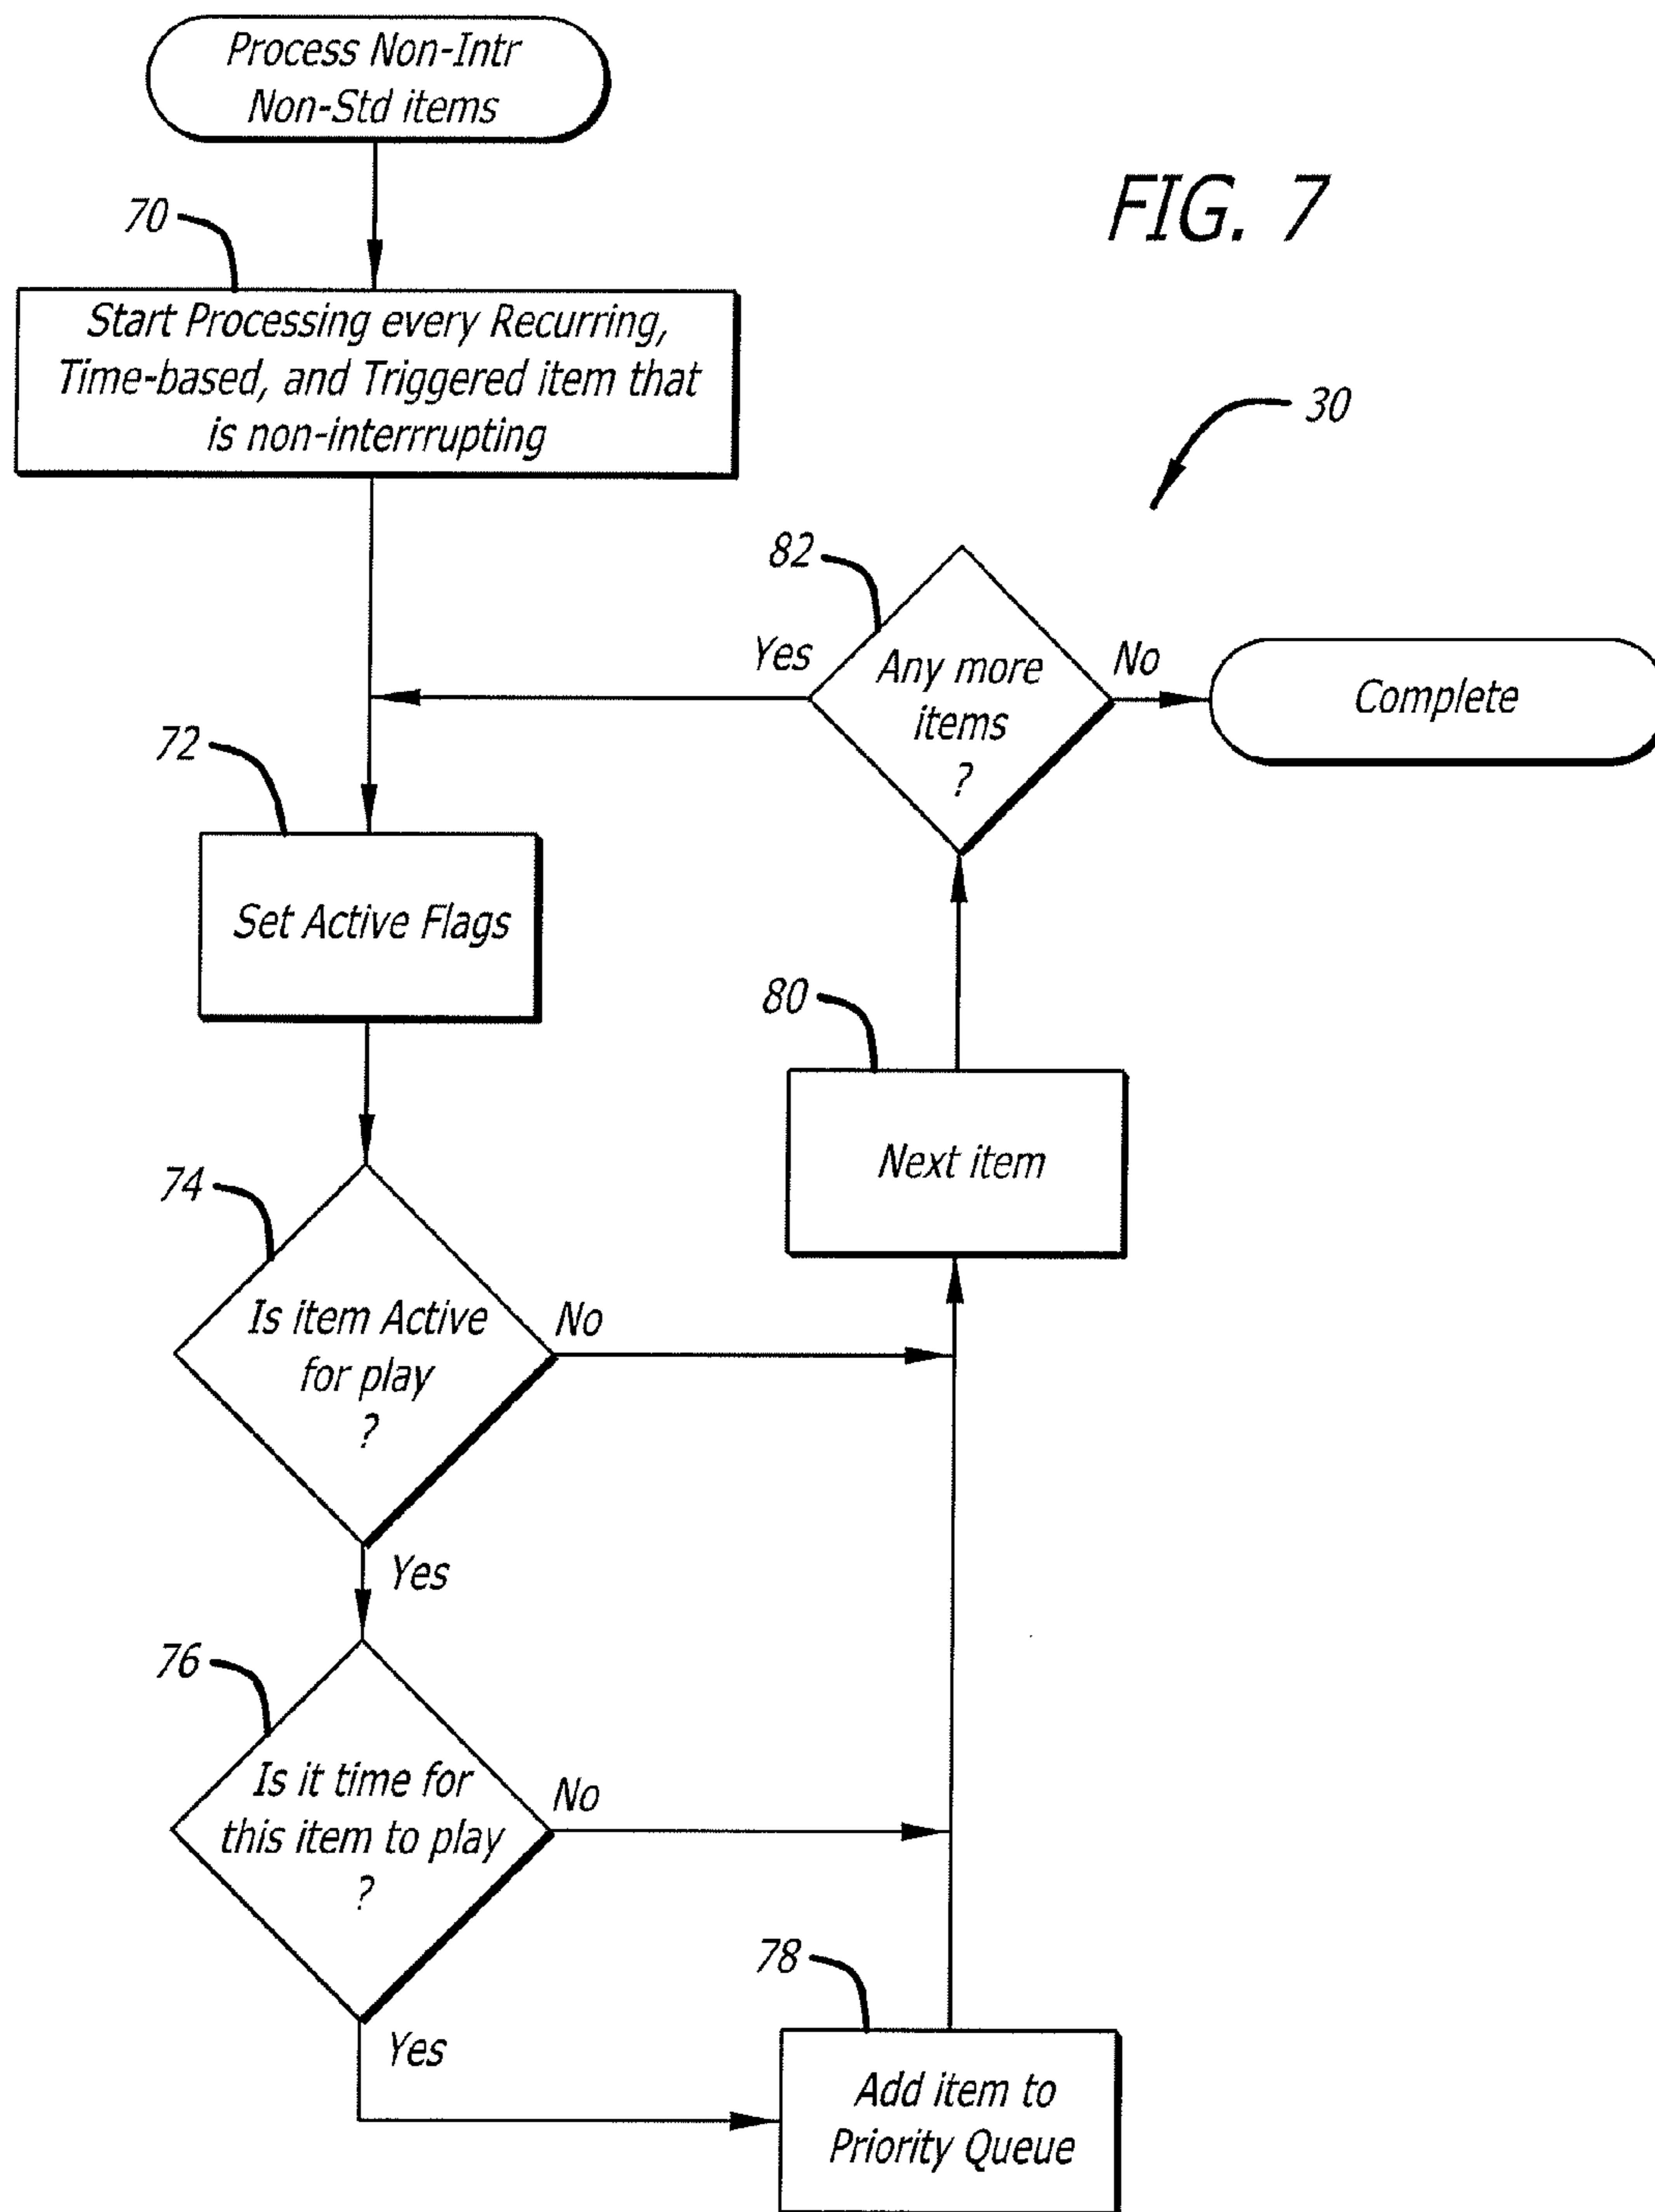 Process Non-Intr
Non-Std items
FIG. 7
70
Start Processing every Recurring,
Time-based, and Triggered item that
is non-interrrupting
30
82
Yes
Any more
items
?
No
Complete
72
Set Active Flags
80
Next item
74
Is item Active
for play
?
No
Yes
76
Is it time for
this item to play
?
No
Yes
78
Add item to
Priority Queue